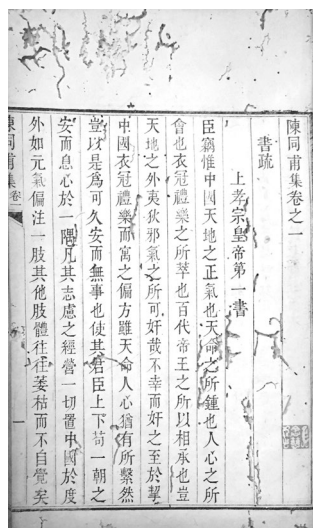 陳同甫集卷之一
書疏
上孝宗皇帝第一書
臣竊惟中國天地之正氣也天命之所鍾也人心之所
會也衣冠禮樂之所萃也百代帝王之所以相承也豈
天地之外夷狄邪氣之所可奸哉不幸而奸之至於挈
中國衣冠禮樂而寓之偏方雖天命人心猶有所繫然
豈以是爲可久安而無事也使其君臣上下苟一朝之
安而息心於一隅凡其志慮之經營一切置中國於度
外如元氣偏注一肢其他肢體往往萎枯而不自覺矣
陳同甫集 卷一 一